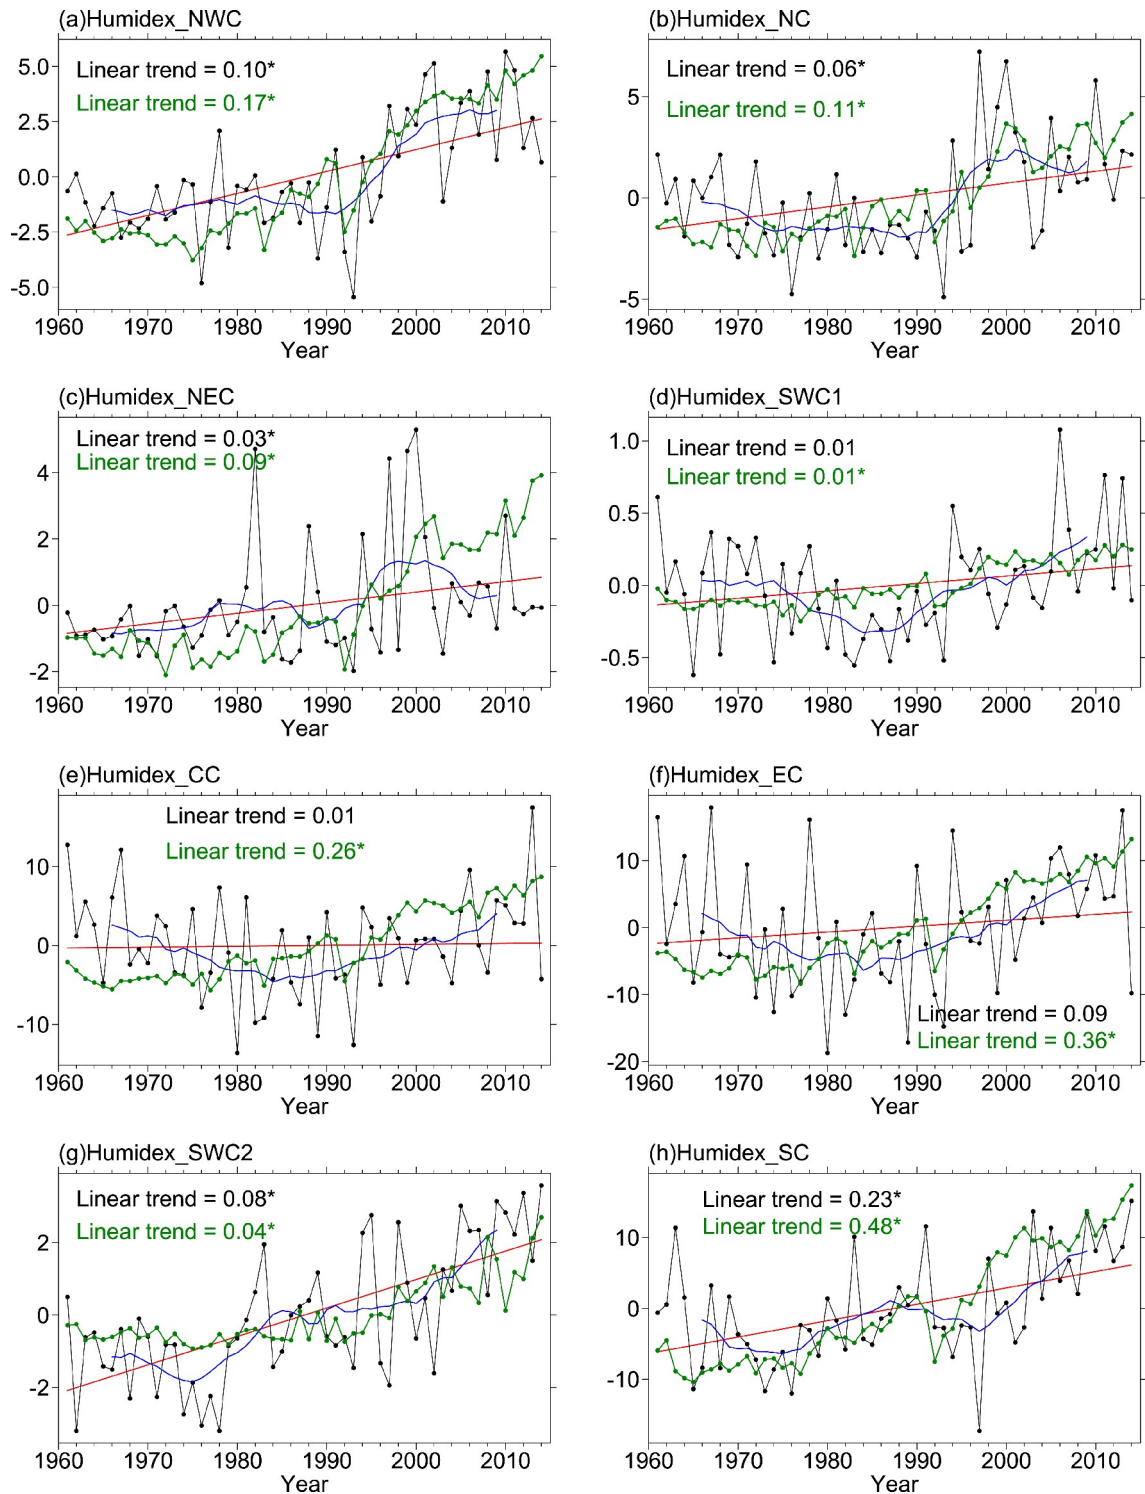 (a)Humidex_NWC
Linear trend = 0.10*
Linear trend = 0.17*
5.0
2.5
0.0
-2.5
-5.0
1960 1970 1980 1990 2000 2010
Year
(b)Humidex_NC
Linear trend = 0.06*
Linear trend = 0.11*
5
0
-5
1960 1970 1980 1990 2000 2010
Year
(c)Humidex_NEC
Linear trend = 0.03*
Linear trend = 0.09*
4
2
0
-2
1960 1970 1980 1990 2000 2010
Year
(d)Humidex_SWC1
Linear trend = 0.01
Linear trend = 0.01*
1.0
0.5
0.0
-0.5
1960 1970 1980 1990 2000 2010
Year
(e)Humidex_CC
Linear trend = 0.01
Linear trend = 0.26*
10
0
-10
1960 1970 1980 1990 2000 2010
Year
(f)Humidex_EC
10
0
-10
-20
Linear trend = 0.09
Linear trend = 0.36*
1960 1970 1980 1990 2000 2010
Year
(g)Humidex_SWC2
Linear trend = 0.08*
Linear trend = 0.04*
2
0
-2
1960 1970 1980 1990 2000 2010
Year
(h)Humidex_SC
Linear trend = 0.23*
Linear trend = 0.48*
10
0
-10
1960 1970 1980 1990 2000 2010
Year